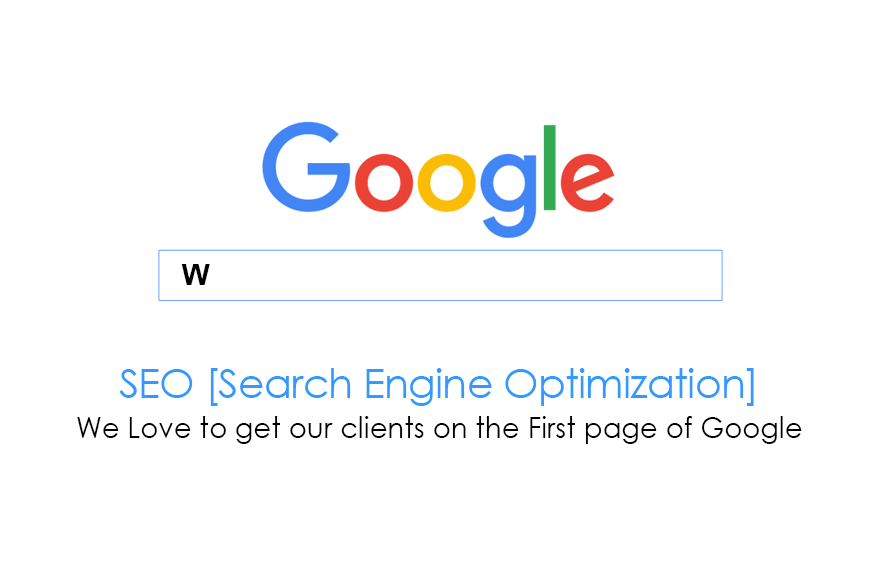 Google
W
SEO [Search Engine Optimization]
We Love to get our clients on the First page of Google